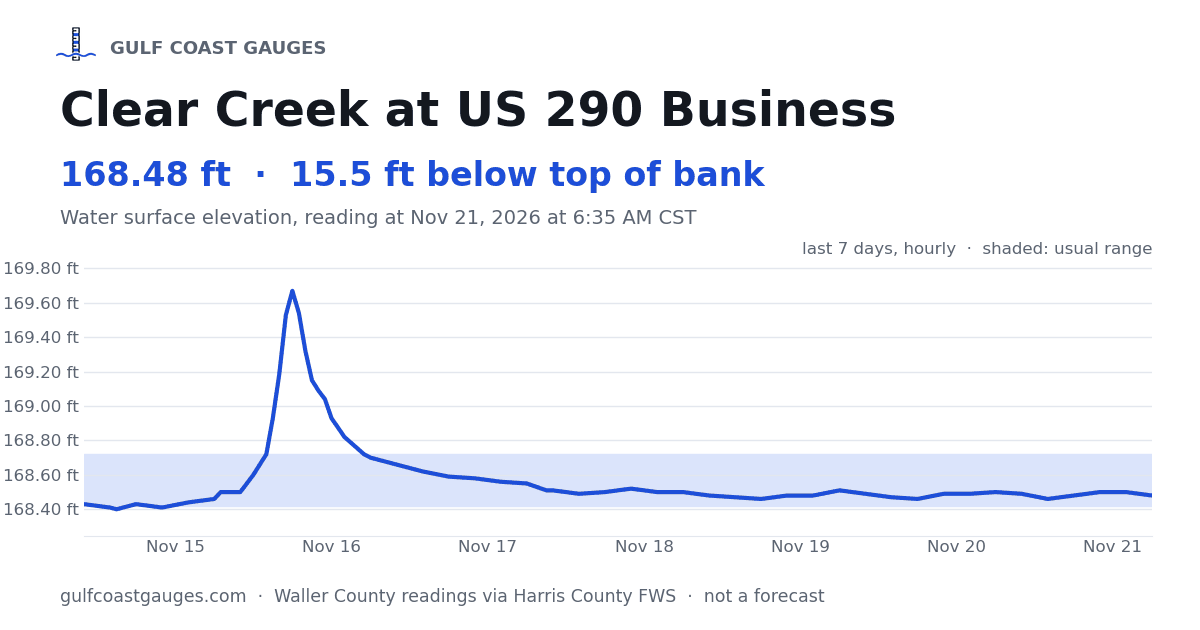 GULF COAST GAUGES
Clear Creek at US 290 Business
168.48 ft · 15.5 ft below top of bank
Water surface elevation, reading at Nov 21, 2026 at 6:35 AM CST
last 7 days, hourly · shaded: usual range
169.80 ft
169.60 ft
169.40 ft
169.20 ft
169.00 ft
168.80 ft
168.60 ft
168.40 ft
Nov 15 Nov 16 Nov 17 Nov 18 Nov 19 Nov 20 Nov 21
gulfcoastgauges.com · Waller County readings via Harris County FWS · not a forecast